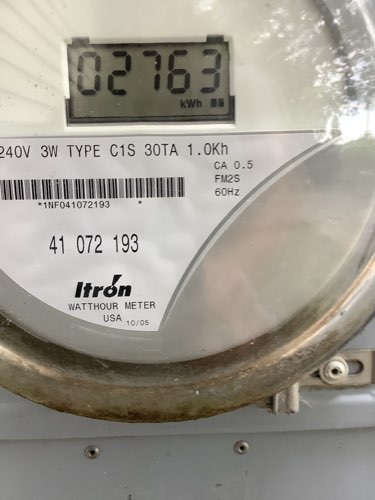 02763
kWh
240V 3W TYPE C1S 30TA 1.0Kh
CA 0.5
FM2S
60Hz
*1NF041072193 *
41 072 193
Itron
WATTHOUR METER
USA 10/05